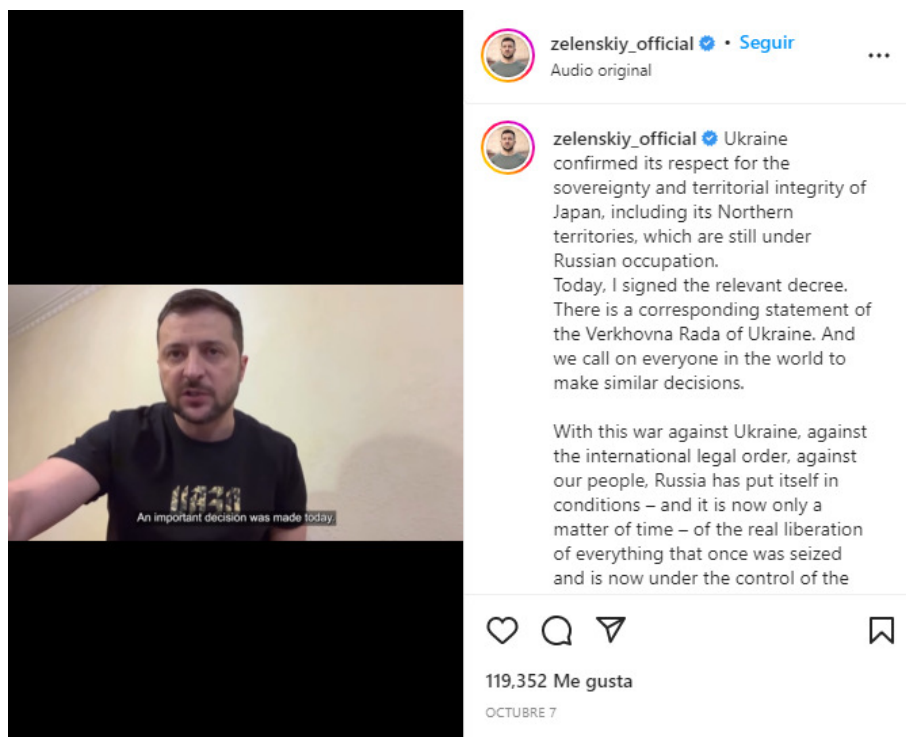 zelenskiy_official • Seguir
Audio original
zelenskiy_official Ukraine
confirmed its respect for the
sovereignty and territorial integrity of
Japan, including its Northern
territories, which are still under
Russian occupation.
Today, I signed the relevant decree.
There is a corresponding statement of
the Verkhovna Rada of Ukraine. And
we call on everyone in the world to
make similar decisions.
With this war against Ukraine, against
the international legal order, against
our people, Russia has put itself in
conditions – and it is now only a
matter of time – of the real liberation
of everything that once was seized
and is now under the control of the
An important decision was made today.
119,352 Me gusta
OCTUBRE 7